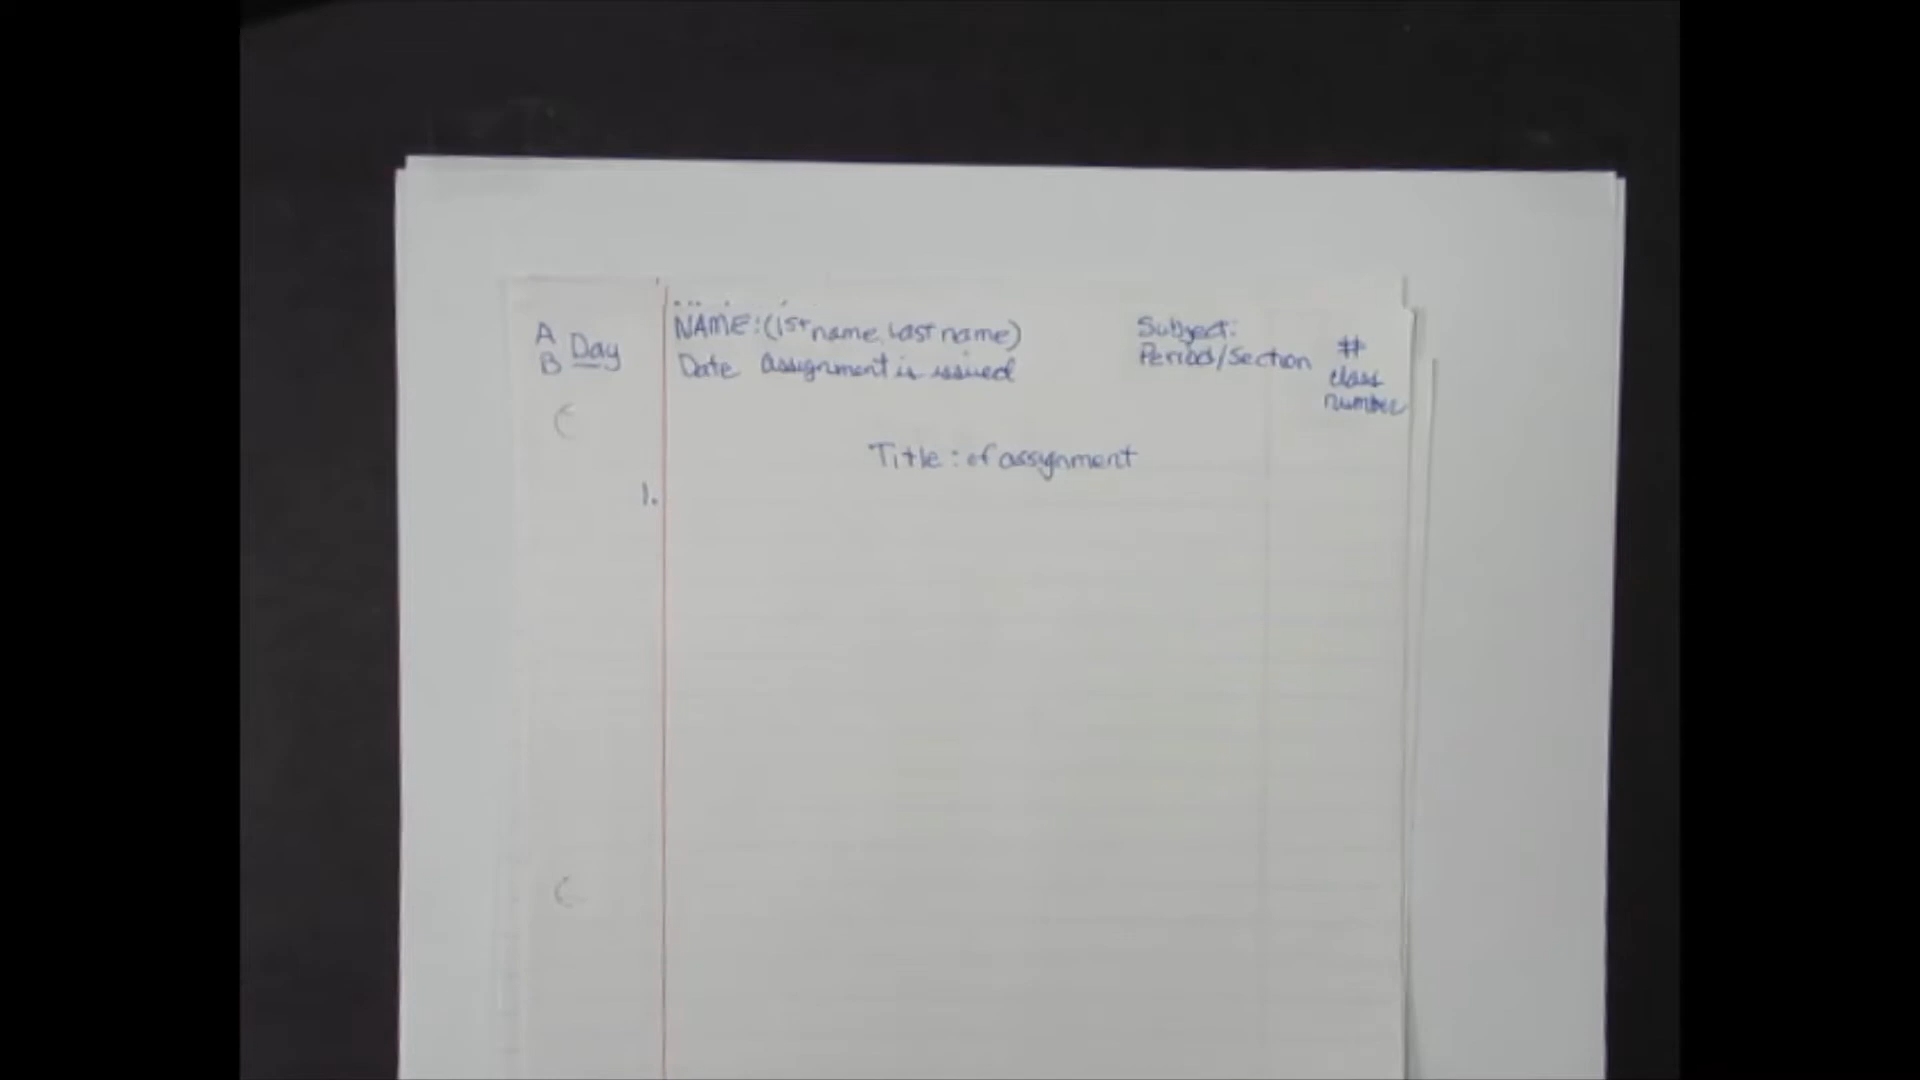 A
B Day
NAME: (1st name, Last name)
Date assignment is issued
Subject:
Period/Section
#
class
number
Title: of assignment
1.